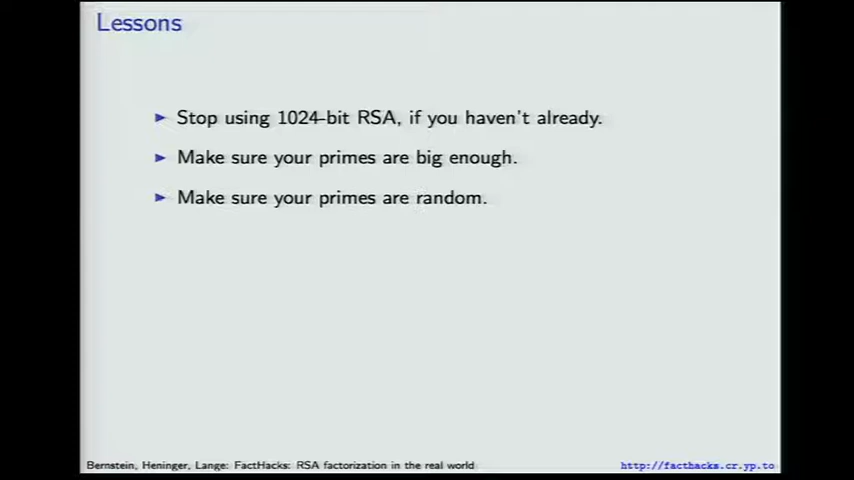 Lessons
Stop using 1024-bit RSA, if you haven't already.
Make sure your primes are big enough.
Make sure your primes are random.
Bernstein, Heninger, Lange: FactHacks: RSA factorization in the real world
http://facthacks.cr.yp.to